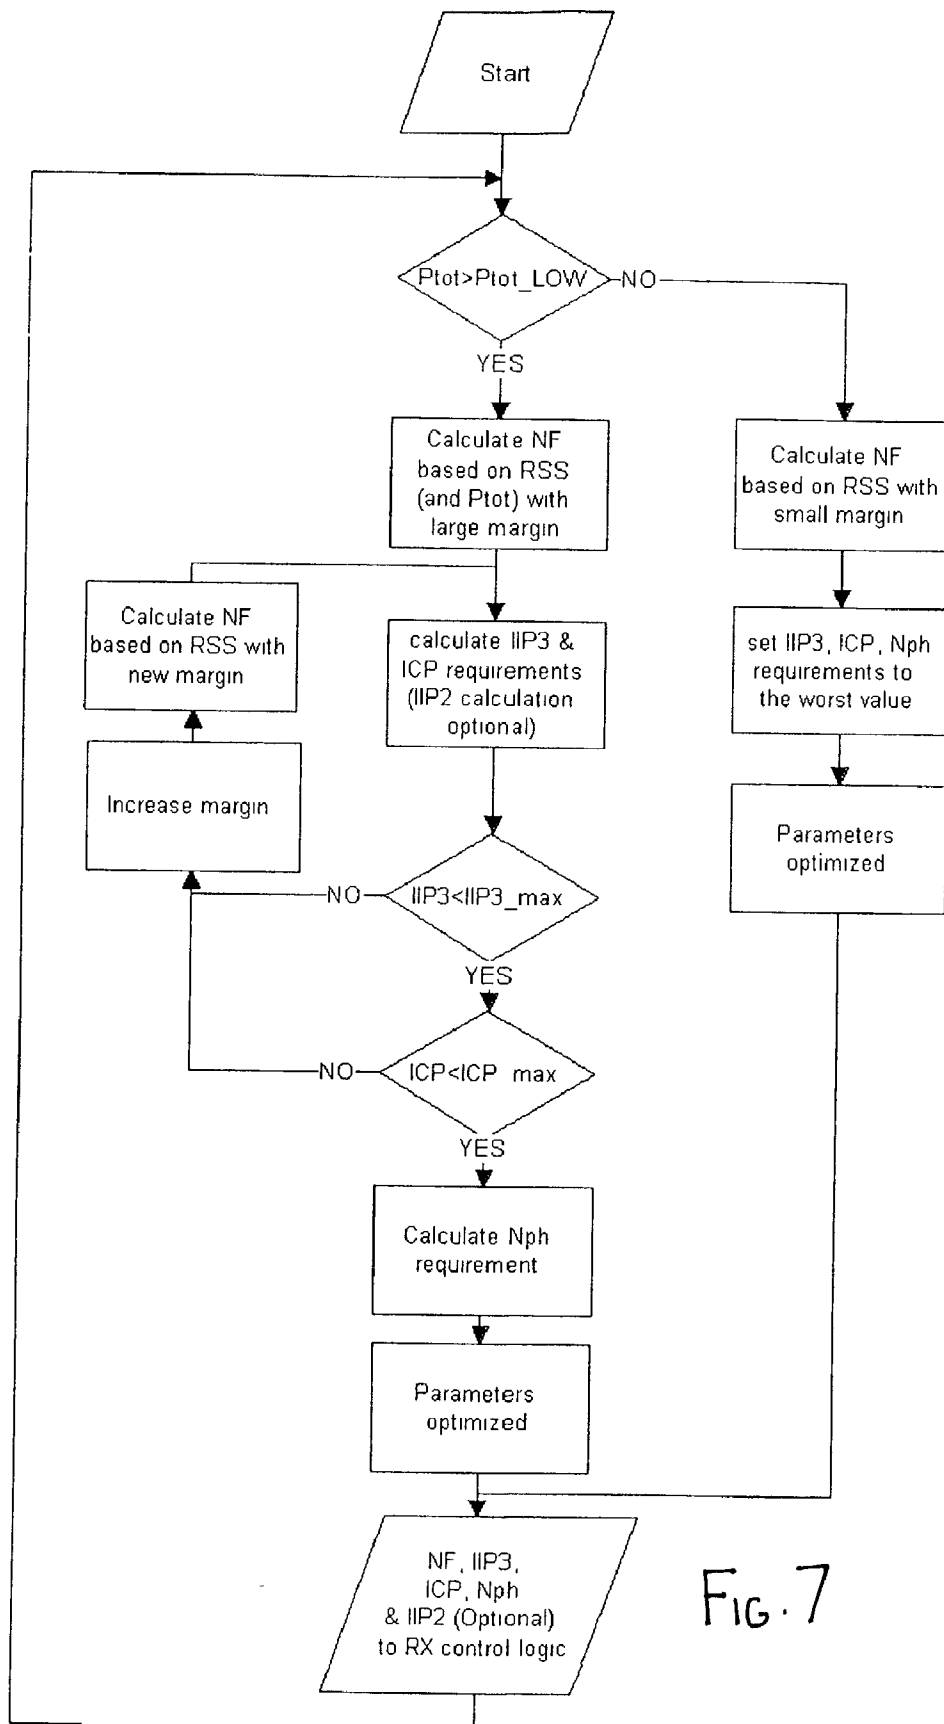 Start
Ptot>Ptot_LOW
NO
YES
Calculate NF
based on RSS
(and Ptot) with
large margin
Calculate NF
based on RSS with
small margin
Calculate NF
based on RSS with
new margin
calculate IIP3 &
ICP requirements
(IIP2 calculation
optional)
set IIP3, ICP, Nph
requirements to
the worst value
Increase margin
Parameters
optimized
NO
IIP3<IIP3_max
YES
NO
ICP<ICP max
YES
Calculate Nph
requirement
Parameters
optimized
NF, IIP3,
ICP, Nph
& IIP2 (Optional)
to RX control logic
FIG. 7